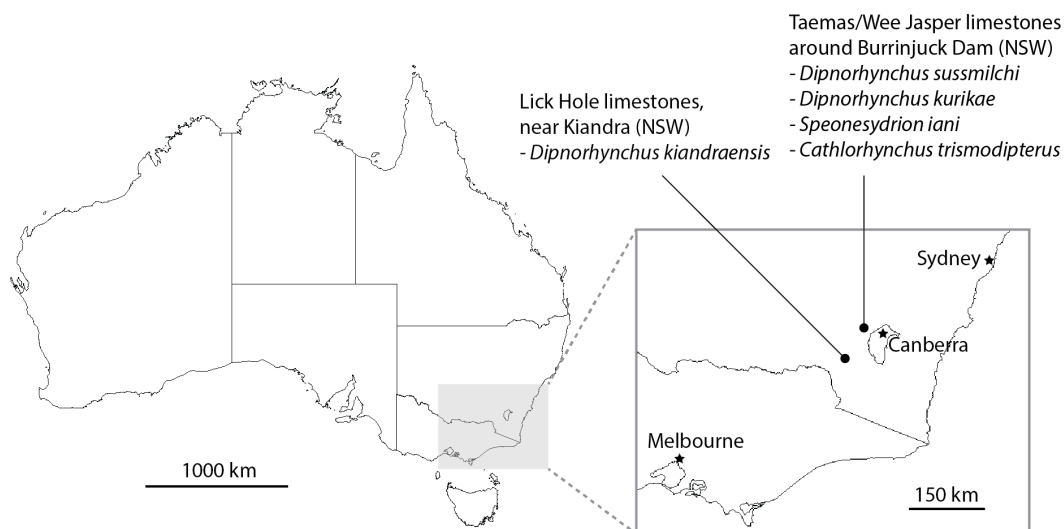 Taemas/Wee Jasper limestones
around Burrinjuck Dam (NSW)
- Dipnorhynchus sussmilchi
- Dipnorhynchus kurikae
- Speonesydrion iani
- Cathlorhynchus trismodipterus
Lick Hole limestones,
near Kiandra (NSW)
- Dipnorhynchus kiandraensis
Sydney
Canberra
Melbourne
1000 km
150 km